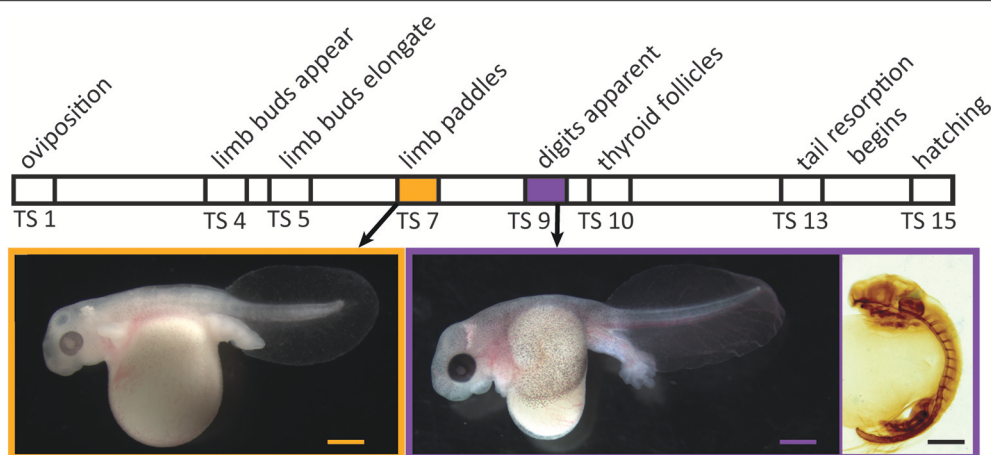 oviposition
limb buds appear
limb buds elongate
limb paddles
digits apparent
thyroid follicles
tail resorption
begins
hatching
TS 1
TS 4
TS 5
TS 7
TS 9
TS 10
TS 13
TS 15